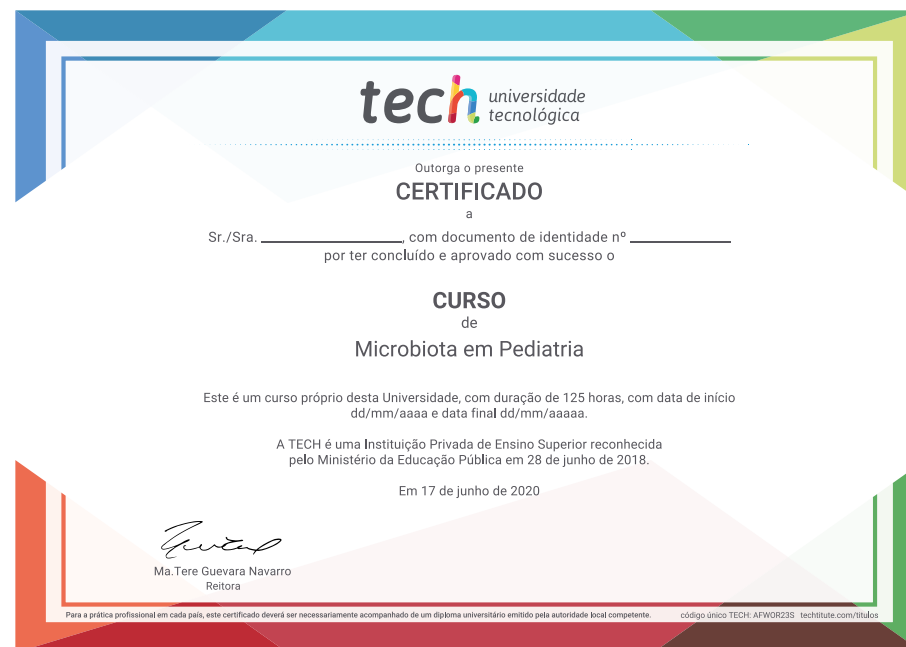 tech universidade
tecnológica
Outorga o presente
CERTIFICADO
a
Sr./Sra. ____________________, com documento de identidade nº ______________
por ter concluído e aprovado com sucesso o
CURSO
de
Microbiota em Pediatria
Este é um curso próprio desta Universidade, com duração de 125 horas, com data de início
dd/mm/aaaa e data final dd/mm/aaaaa.
A TECH é uma Instituição Privada de Ensino Superior reconhecida
pelo Ministério da Educação Pública em 28 de junho de 2018.
Em 17 de junho de 2020
Ma.Tere Guevara Navarro
Reitora
Para a prática profissional em cada país, este certificado deverá ser necessariamente acompanhado de um diploma universitário emitido pela autoridade local competente. código único TECH: AFWOR23S techtitute.com/titulos